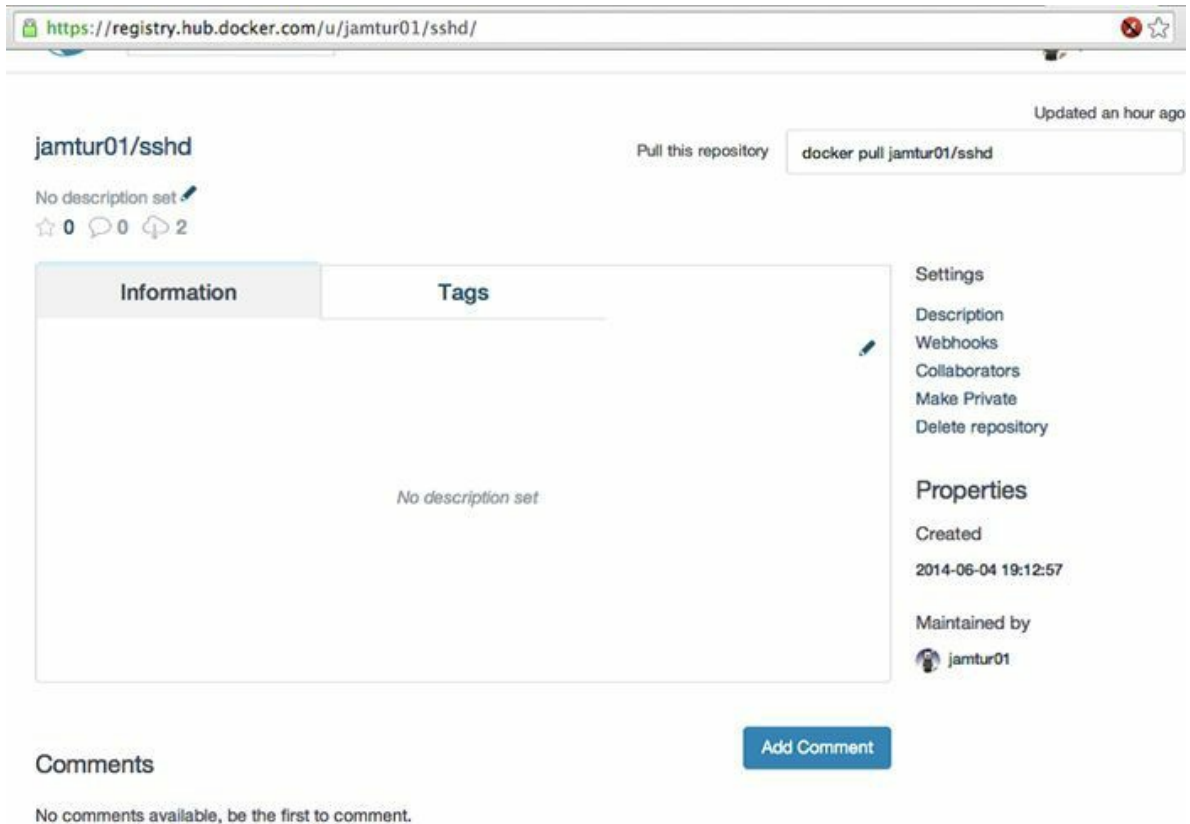 https://registry.hub.docker.com/u/jamtur01/sshd/
Updated an hour ago
jamtur01/sshd
Pull this repository
docker pull jamtur01/sshd
No description set
0 0 2
Information
Tags
No description set
Settings
Description
Webhooks
Collaborators
Make Private
Delete repository
Properties
Created
2014-06-04 19:12:57
Maintained by
jamtur01
Add Comment
Comments
No comments available, be the first to comment.